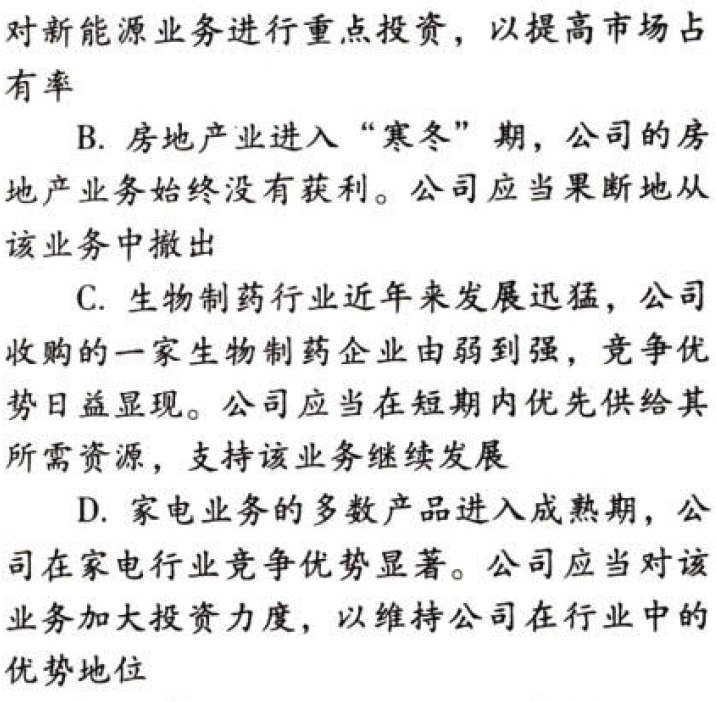 对新能源业务进行重点投资，以提高市场占
有率
B. 房地产业进入“寒冬”期，公司的房
地产业务始终没有获利。公司应当果断地从
该业务中撤出
C. 生物制药行业近年来发展迅猛，公司
收购的一家生物制药企业由弱到强，竞争优
势日益显现。公司应当在短期内优先供给其
所需资源，支持该业务继续发展
D. 家电业务的多数产品进入成熟期，公
司在家电行业竞争优势显著。公司应当对该
业务加大投资力度，以维持公司在行业中的
优势地位